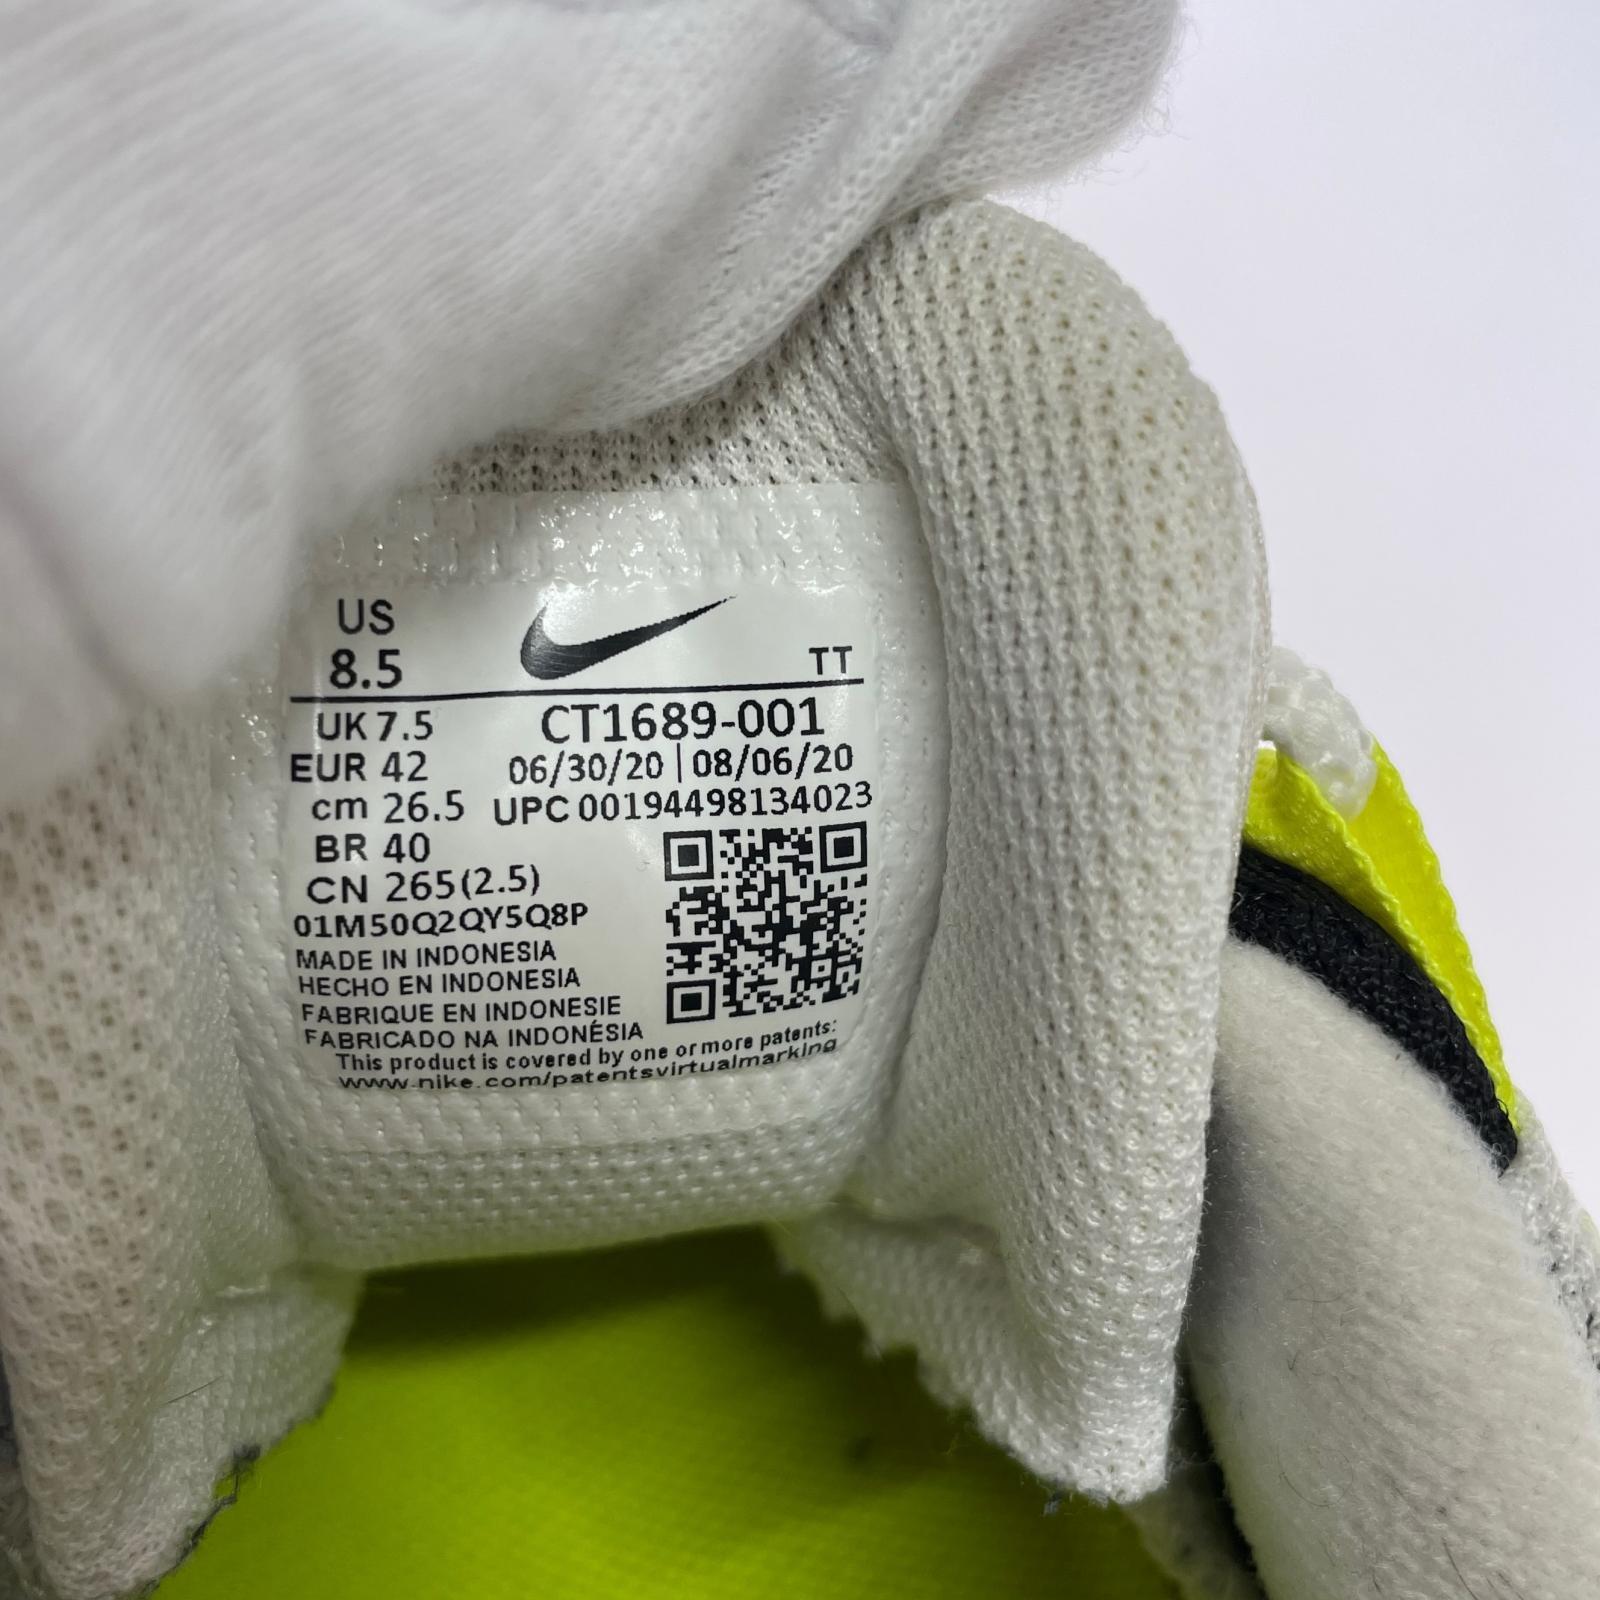 US
8.5
TT
UK 7.5
CT1689-001
EUR 42
06/30/20 | 08/06/20
cm 26.5
UPC 00194498134023
BR 40
CN 265(2.5)
01M50Q2QY5Q8P
MADE IN INDONESIA
HECHO EN INDONESIA
FABRIQUE EN INDONESIE
FABRICADO NA INDONÉSIA
This product is covered by one or more patents:
www.nike.com/patentsvirtualmarking